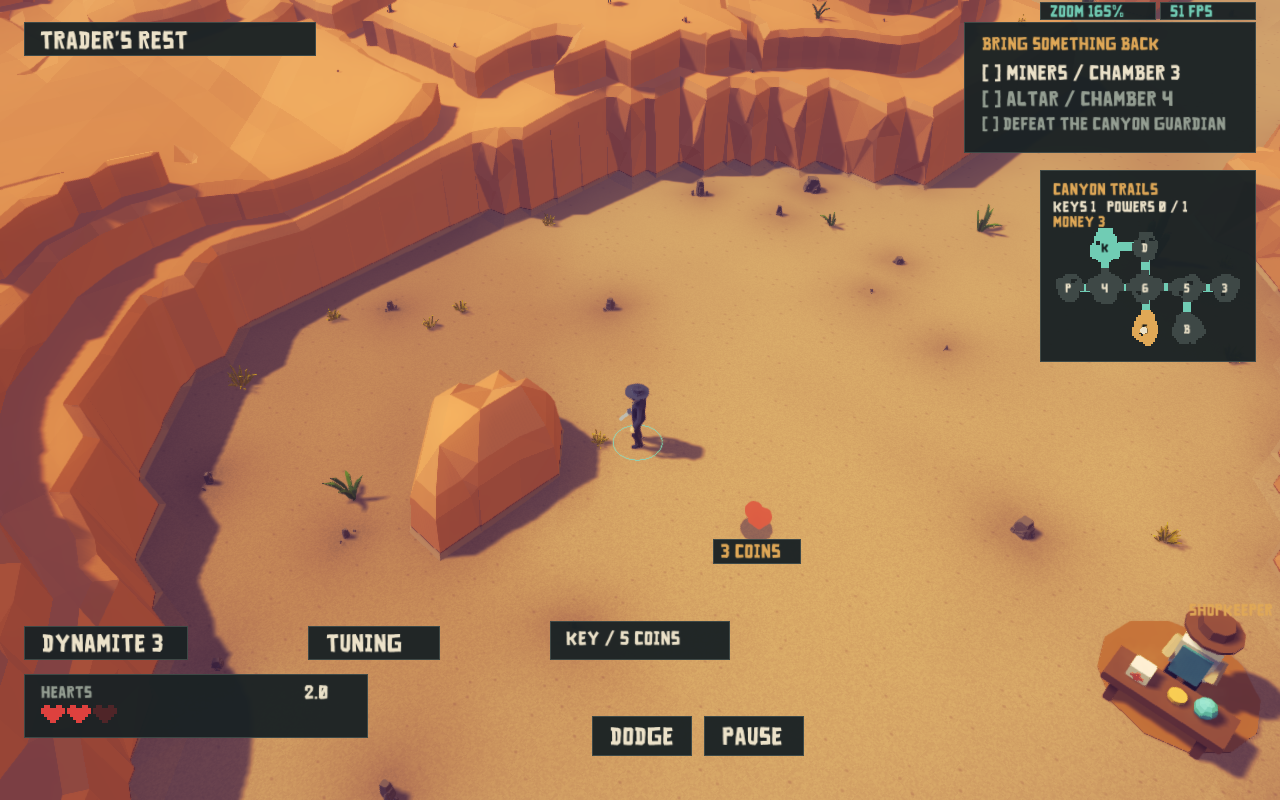 TRADER'S REST
ZOOM 165%
51 FPS
BRING SOMETHING BACK
[ ] MINERS / CHAMBER 3
[ ] ALTAR / CHAMBER 4
[ ] DEFEAT THE CANYON GUARDIAN
CANYON TRAILS
KEYS 1 POWERS 0 / 1
MONEY 3
K D
P 4 6 5 3
B
3 COINS
SHOPKEEPER
DYNAMITE 3
TUNING
KEY / 5 COINS
HEARTS 2.0
DODGE
PAUSE